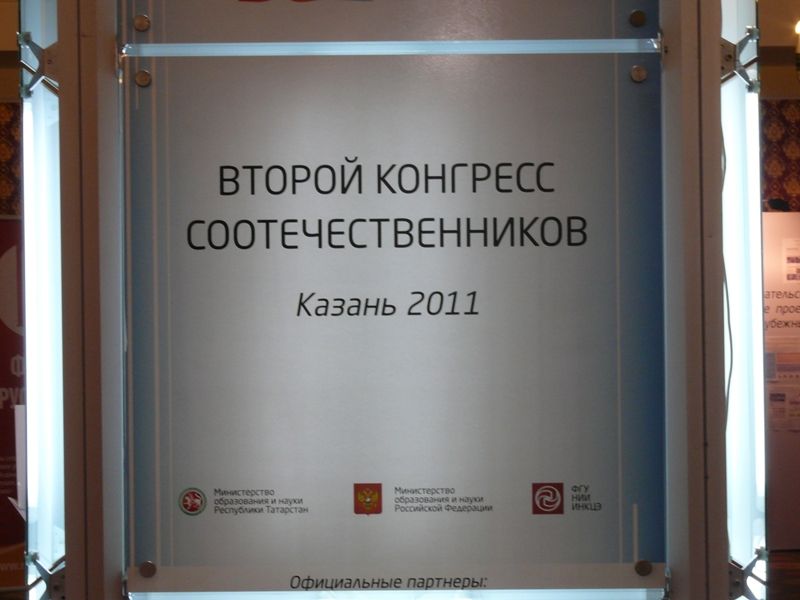 ВТОРОЙ КОНГРЕСС
СООТЕЧЕСТВЕННИКОВ
Казань 2011
Министерство
образования и науки
Республики Татарстан
Министерство
образования и науки
Российской Федерации
ФГУ
НИИ
ИНКЦЭ
Официальные партнеры: